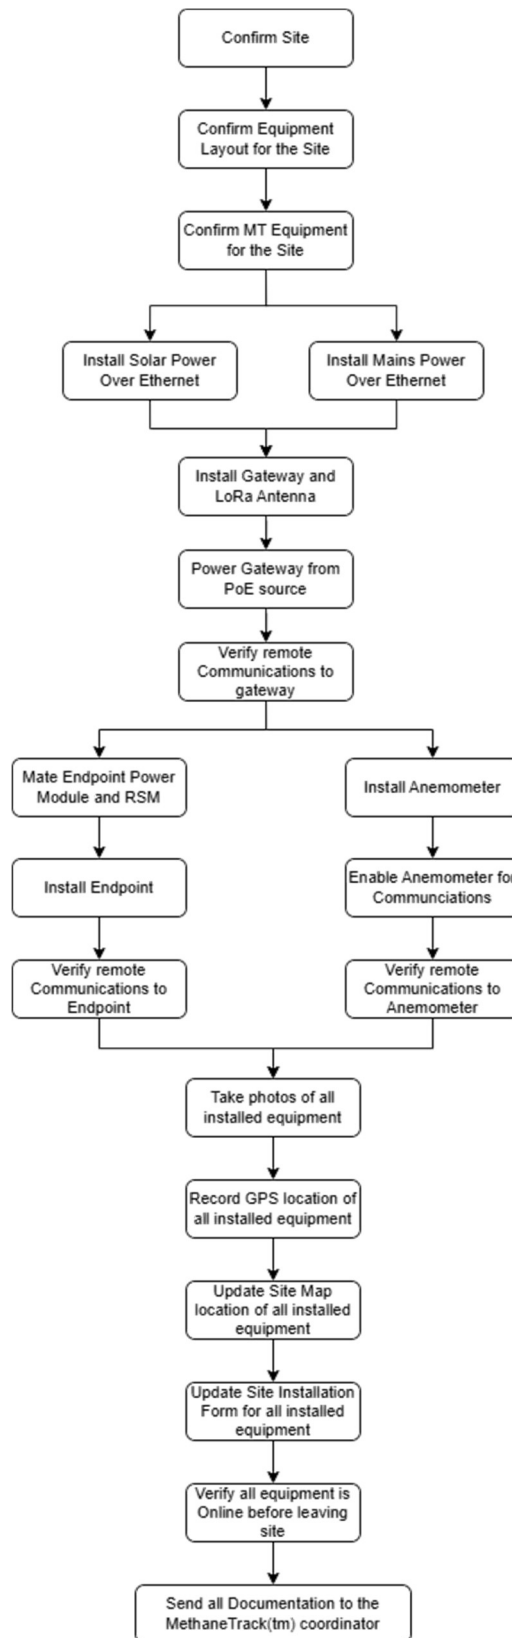 Confirm Site
Confirm Equipment
Layout for the Site
Confirm MT Equipment
for the Site
Install Solar Power
Over Ethernet
Install Mains Power
Over Ethernet
Install Gateway and
LoRa Antenna
Power Gateway from
PoE source
Verify remote
Communications to
gateway
Mate Endpoint Power
Module and RSM
Install Endpoint
Verify remote
Communications to
Endpoint
Install Anemometer
Enable Anemometer for
Communciations
Verify remote
Communications to
Anemometer
Take photos of all
installed equipment
Record GPS location of
all installed equipment
Update Site Map
location of all installed
equipment
Update Site Installation
Form for all installed
equipment
Verify all equipment is
Online before leaving
site
Send all Documentation to the
MethaneTrack(tm) coordinator